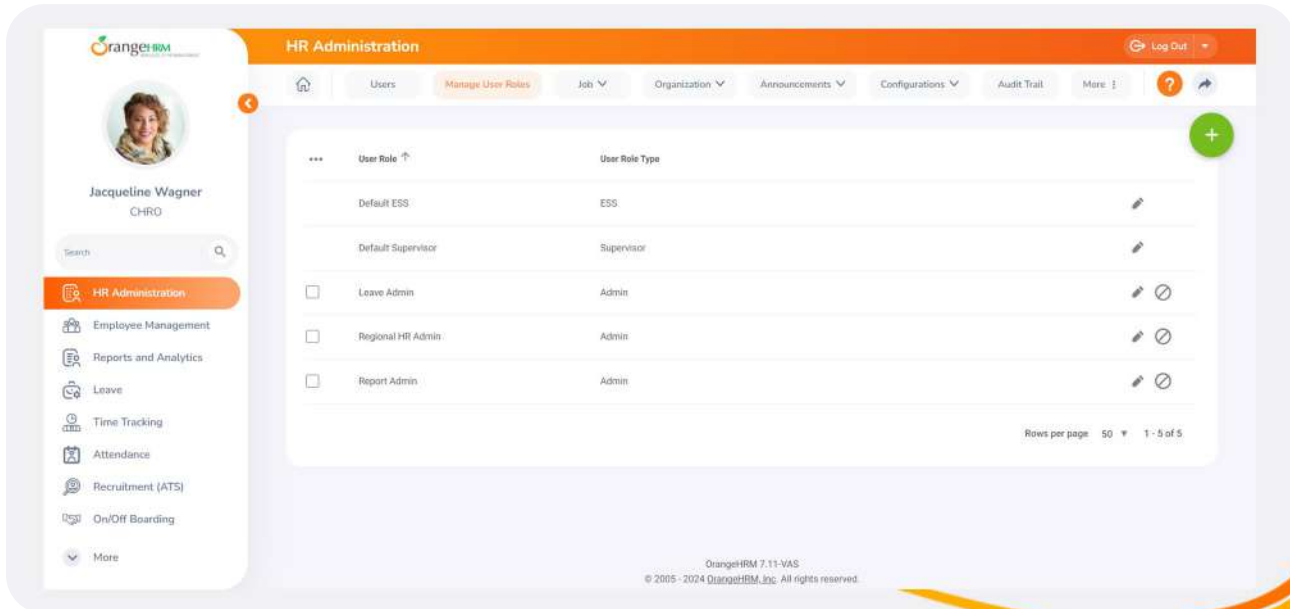 OrangeHRM
HR Administration
Log Out
Users
Manage User Roles
Job
Organization
Announcements
Configurations
Audit Trail
More
?
+
Jacqueline Wagner
CHRO
Search
HR Administration
Employee Management
Reports and Analytics
Leave
Time Tracking
Attendance
Recruitment (ATS)
On/Off Boarding
More
User Role
User Role Type
Default ESS
ESS
Default Supervisor
Supervisor
Leave Admin
Admin
Regional HR Admin
Admin
Report Admin
Admin
Rows per page 50 1 - 5 of 5
OrangeHRM 7.11-VAS
© 2005 - 2024 OrangeHRM, Inc. All rights reserved.